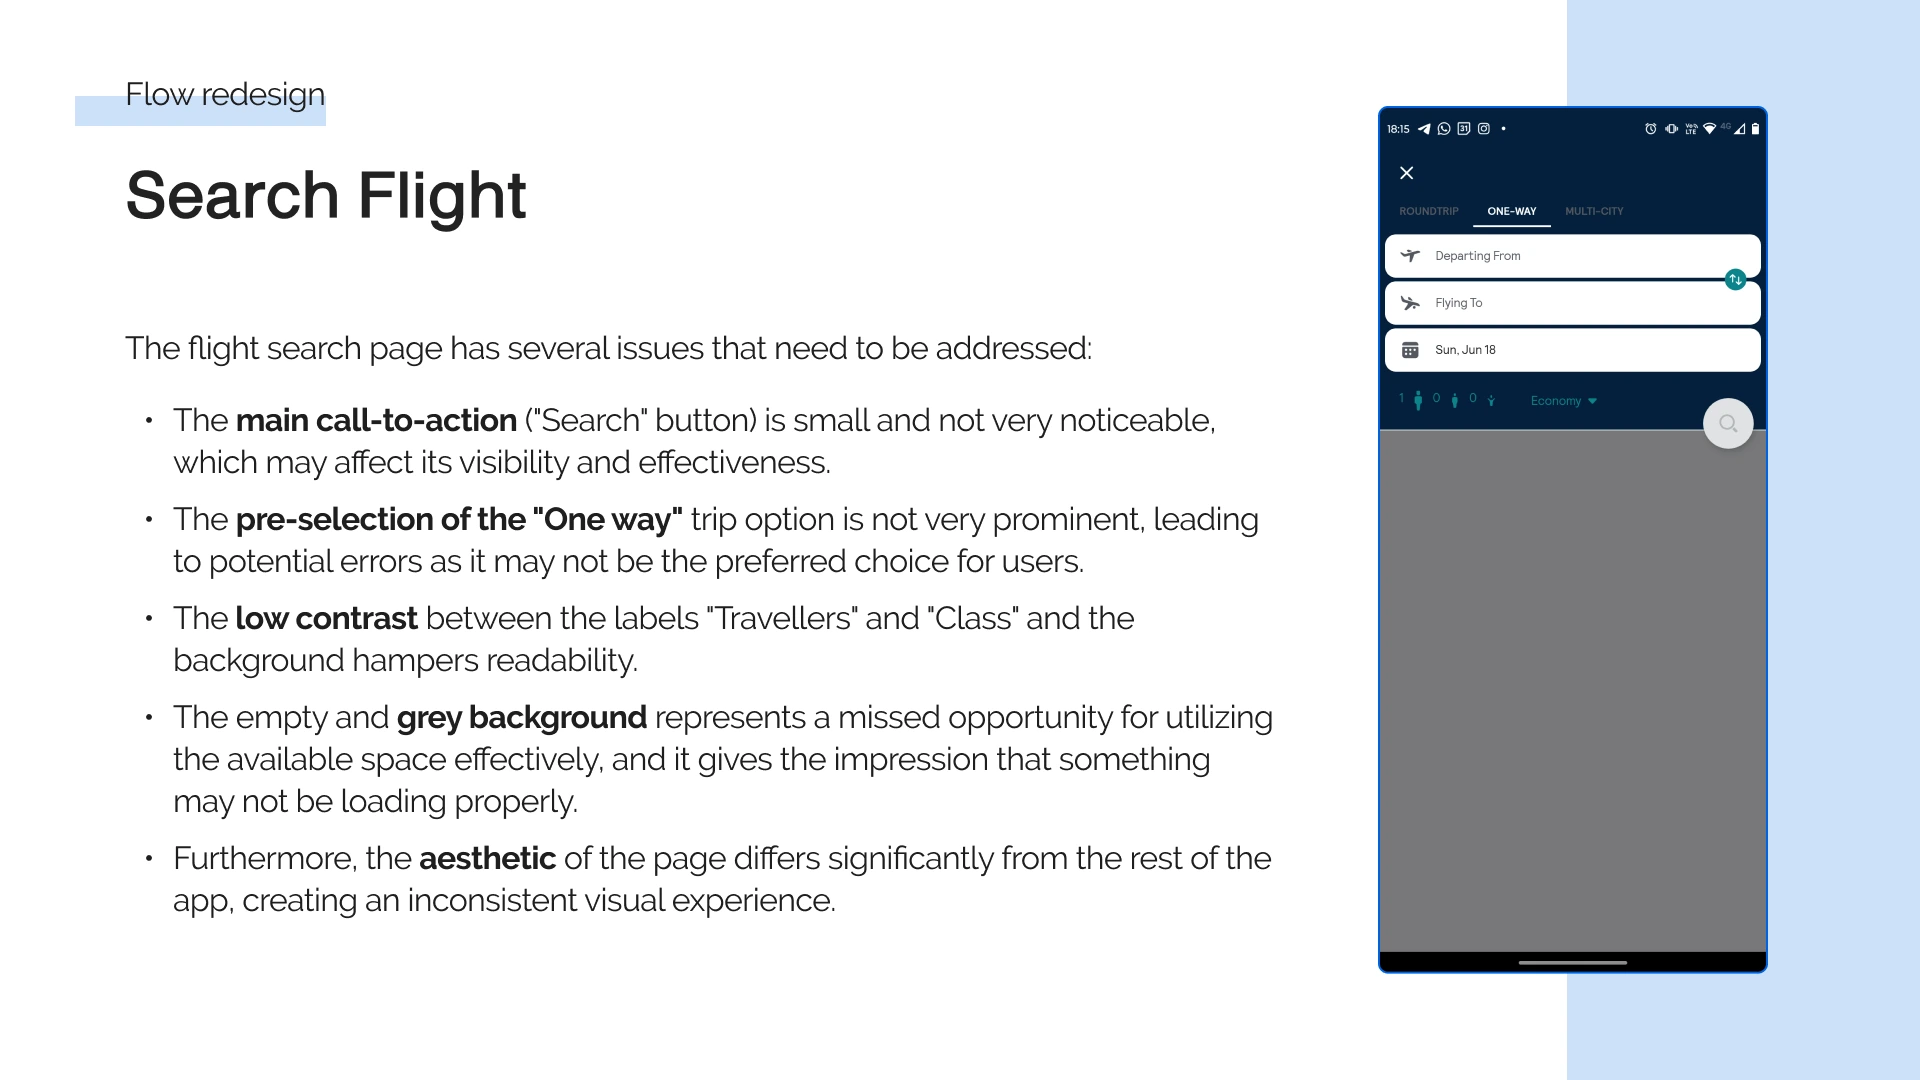 Flow redesign
Search Flight
The flight search page has several issues that need to be addressed:
• The main call-to-action ("Search" button) is small and not very noticeable,
which may affect its visibility and effectiveness.
• The pre-selection of the "One way" trip option is not very prominent, leading
to potential errors as it may not be the preferred choice for users.
• The low contrast between the labels "Travellers" and "Class" and the
background hampers readability.
• The empty and grey background represents a missed opportunity for utilizing
the available space effectively, and it gives the impression that something
may not be loading properly.
• Furthermore, the aesthetic of the page differs significantly from the rest of the
app, creating an inconsistent visual experience.
18:15 31 4G
ROUNDTRIP ONE-WAY MULTI-CITY
Departing From
Flying To
Sun, Jun 18
1 0 0 Economy